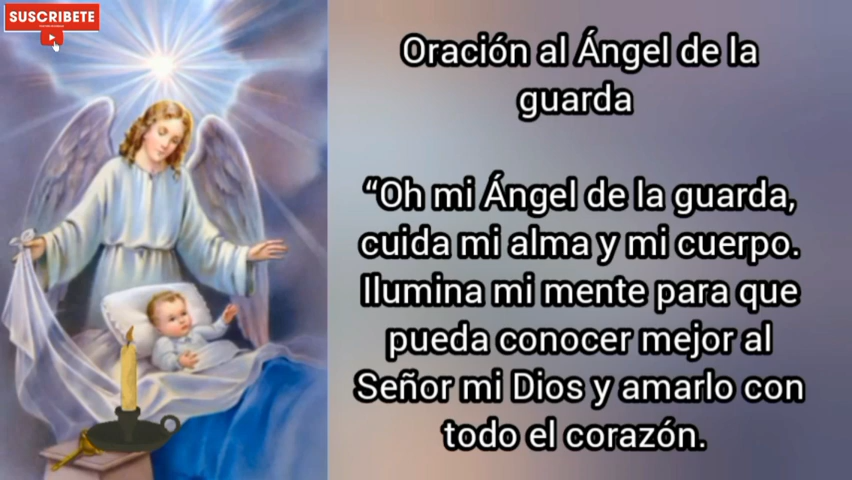 SUSCRIBETE
Oración al Ángel de la
guarda
“Oh mi Ángel de la guarda,
cuida mi alma y mi cuerpo.
Ilumina mi mente para que
pueda conocer mejor al
Señor mi Dios y amarlo con
todo el corazón.